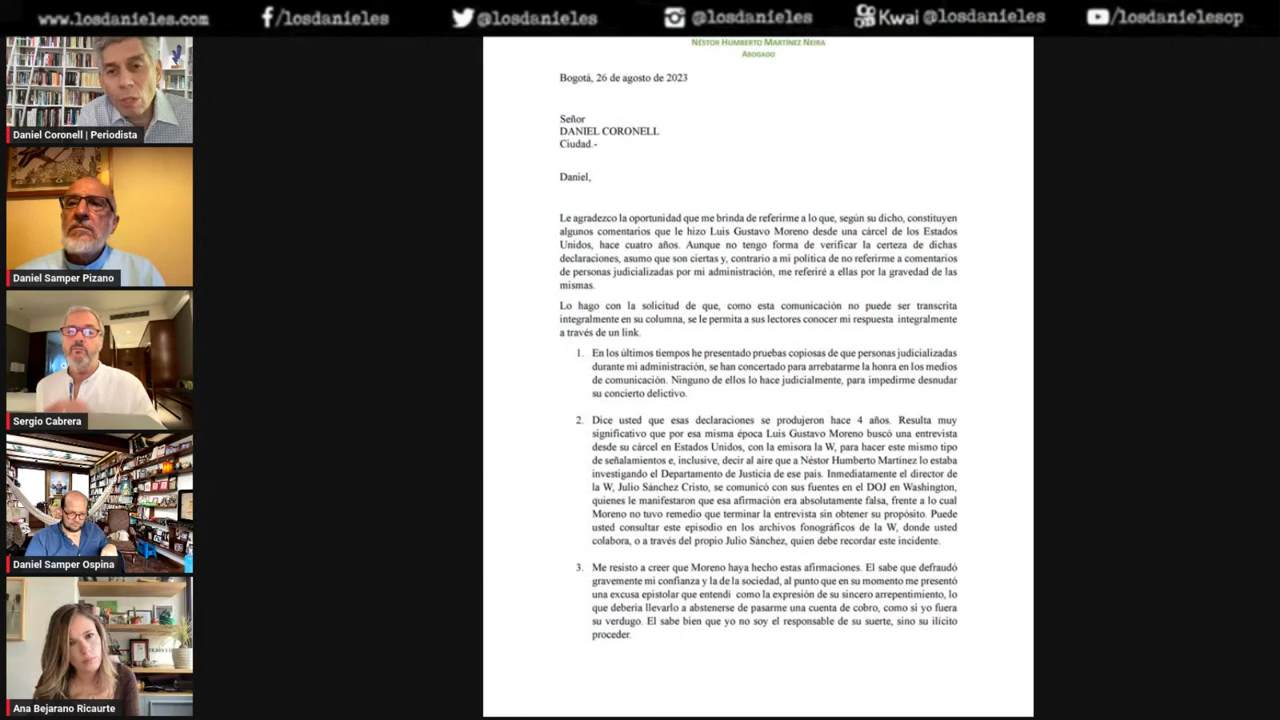 www.losdanieles.com
/losdanieles
@losdanieles
@losdanieles
Kwai @losdanieles
/losdanielesop
Daniel Coronell | Periodista
Daniel Samper Pizano
Sergio Cabrera
Daniel Samper Ospina
Ana Bejarano Ricaurte
NÉSTOR HUMBERTO MARTÍNEZ NEIRA
ABOGADO
Bogotá, 26 de agosto de 2023
Señor
DANIEL CORONELL
Ciudad.-
Daniel,
Le agradezco la oportunidad que me brinda de referirme a lo que, según su dicho, constituyen
algunos comentarios que le hizo Luis Gustavo Moreno desde una cárcel de los Estados
Unidos, hace cuatro años. Aunque no tengo forma de verificar la certeza de dichas
declaraciones, asumo que son ciertas y, contrario a mi política de no referirme a comentarios
de personas judicializadas por mi administración, me referiré a ellas por la gravedad de las
mismas.
Lo hago con la solicitud de que, como esta comunicación no puede ser transcrita
integralmente en su columna, se le permita a sus lectores conocer mi respuesta integralmente
a través de un link.
1. En los últimos tiempos he presentado pruebas copiosas de que personas judicializadas
durante mi administración, se han concertado para arrebatarme la honra en los medios
de comunicación. Ninguno de ellos lo hace judicialmente, para impedirme desnudar
su concierto delictivo.
2. Dice usted que esas declaraciones se produjeron hace 4 años. Resulta muy
significativo que por esa misma época Luis Gustavo Moreno buscó una entrevista
desde su cárcel en Estados Unidos, con la emisora la W, para hacer este mismo tipo
de señalamientos e, inclusive, decir al aire que a Néstor Humberto Martínez lo estaba
investigando el Departamento de Justicia de ese país. Inmediatamente el director de
la W, Julio Sánchez Cristo, se comunicó con sus fuentes en el DOJ en Washington,
quienes le manifestaron que esa afirmación era absolutamente falsa, frente a lo cual
Moreno no tuvo remedio que terminar la entrevista sin obtener su propósito. Puede
usted consultar este episodio en los archivos fonográficos de la W, donde usted
colabora, o a través del propio Julio Sánchez, quien debe recordar este incidente.
3. Me resisto a creer que Moreno haya hecho estas afirmaciones. El sabe que defraudó
gravemente mi confianza y la de la sociedad, al punto que en su momento me presentó
una excusa epistolar que entendí como la expresión de su sincero arrepentimiento, lo
que debería llevarlo a abstenerse de pasarme una cuenta de cobro, como si yo fuera
su verdugo. El sabe bien que yo no soy el responsable de su suerte, sino su ilícito
proceder.